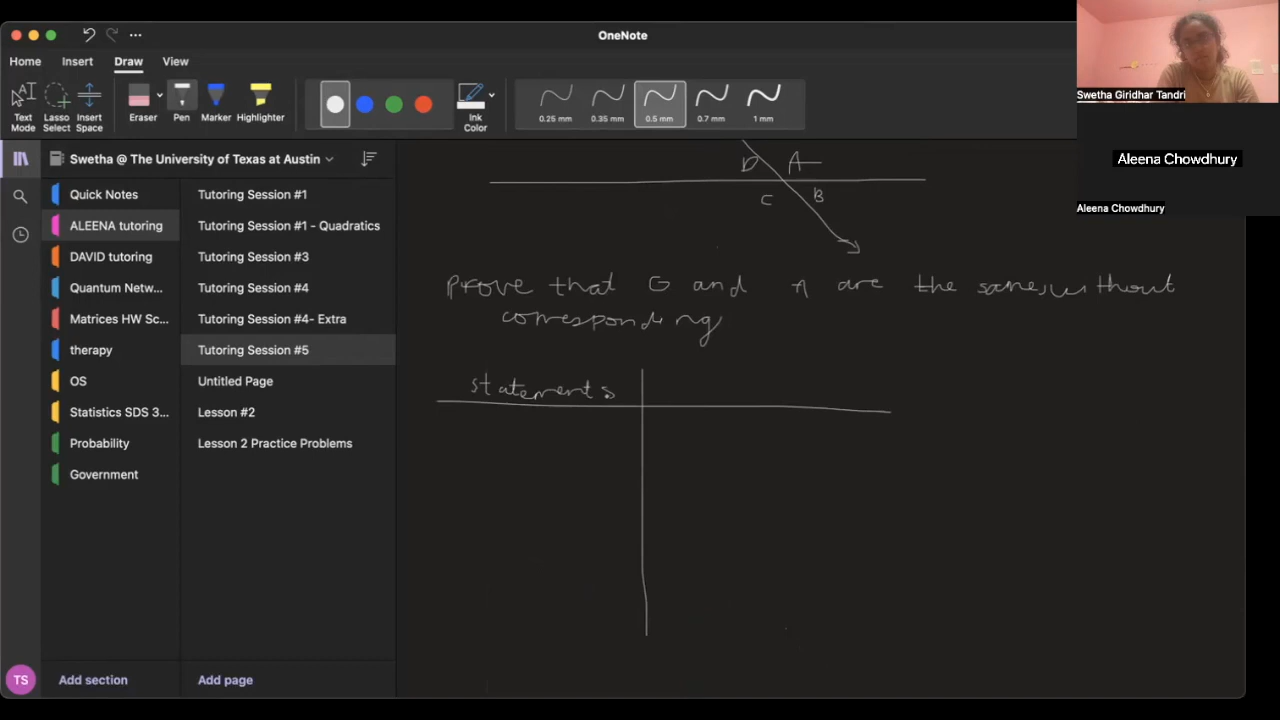 OneNote
Home Insert Draw View
Text Mode
Lasso Select
Insert Space
Eraser
Pen
Marker
Highlighter
Ink Color
0.25 mm
0.35 mm
0.5 mm
0.7 mm
1 mm
Swetha Giridhar Tandri
Aleena Chowdhury
Aleena Chowdhury
Swetha @ The University of Texas at Austin
Quick Notes
ALEENA tutoring
DAVID tutoring
Quantum Netw...
Matrices HW Sc...
therapy
OS
Statistics SDS 3...
Probability
Government
Tutoring Session #1
Tutoring Session #1 - Quadratics
Tutoring Session #3
Tutoring Session #4
Tutoring Session #4- Extra
Tutoring Session #5
Untitled Page
Lesson #2
Lesson 2 Practice Problems
D A
C B
Prove that G and A are the same, without
corresponding
statements
TS
Add section
Add page